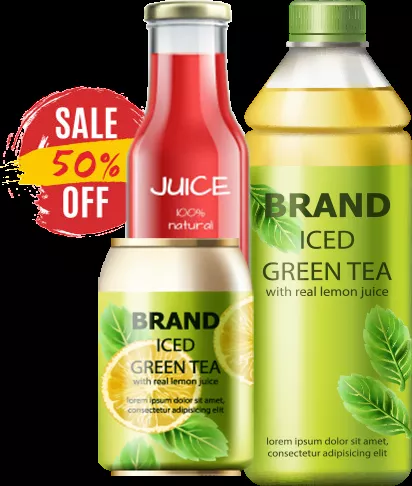 SALE
50%
OFF
JUICE
100%
natural
BRAND
ICED
GREEN TEA
with real lemon juice
lorem ipsum dolor sit amet,
consectetur adipisicing elit
BRAND
ICED
GREEN TEA
with real lemon juice
lorem ipsum dolor sit amet,
consectetur adipisicing elit